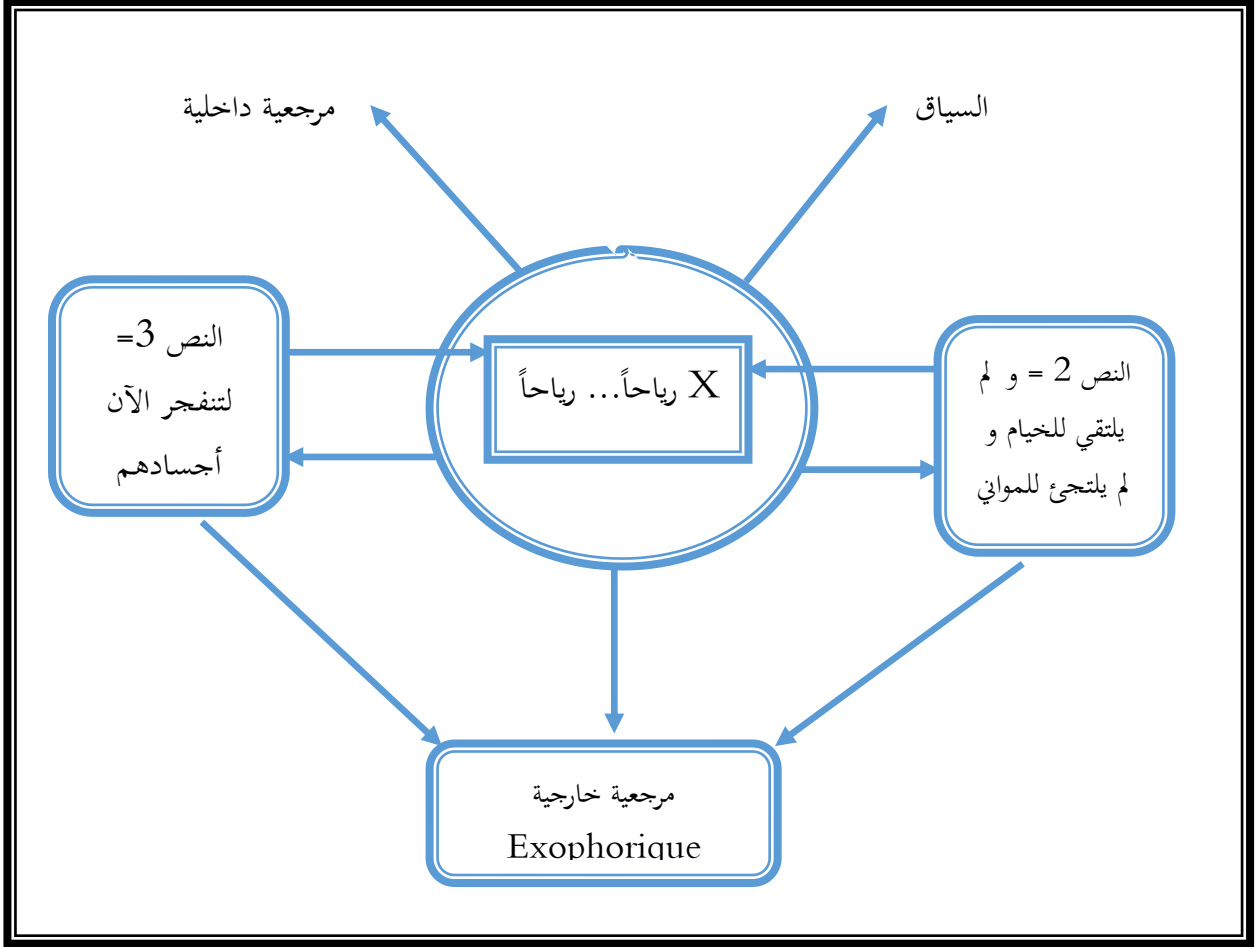 السياق
مرجعية داخلية
النص 2 = و لم
يلتقي للخيام و
لم يلتجئ للمواني
X رياحاً... رياحاً
النص 3=
لتنفجر الآن
أجسادهم
مرجعية خارجية
Exophorique